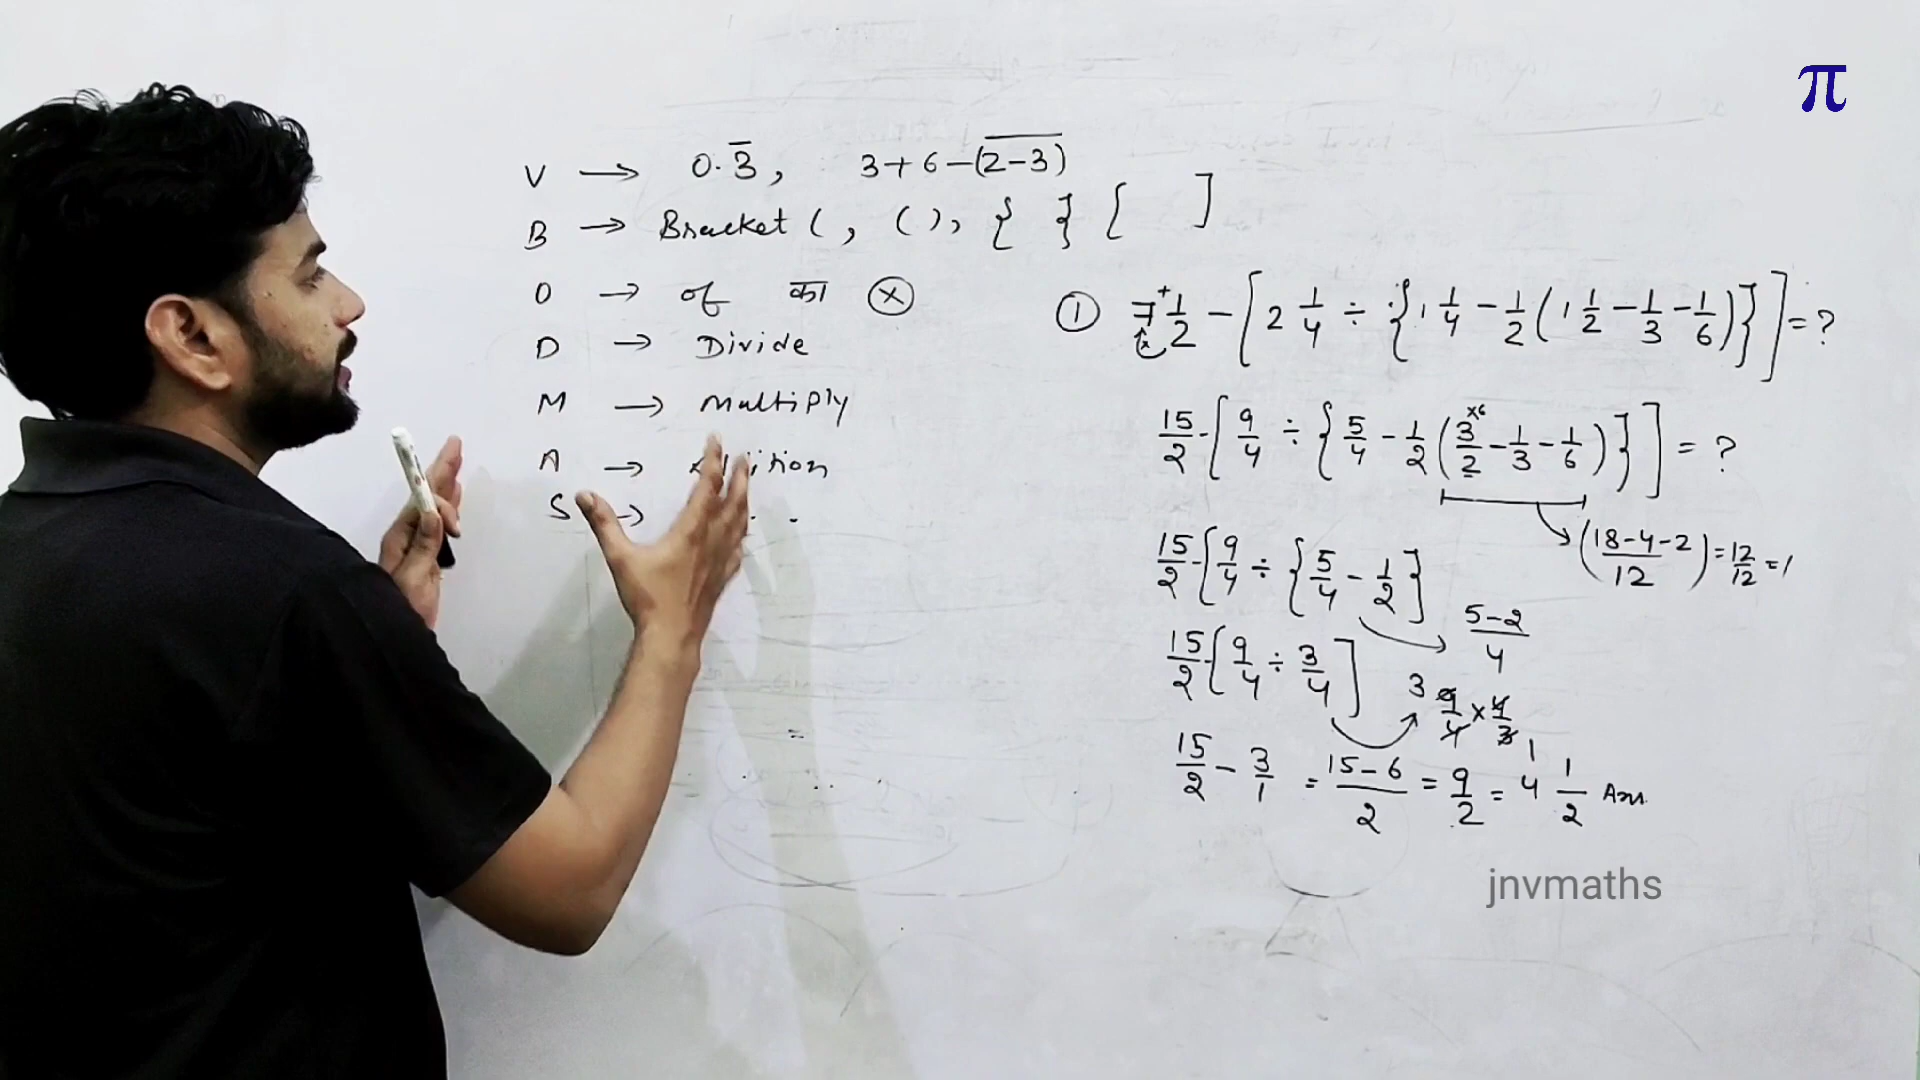 π
V → 0.3̅, 3+6-(2-3)
B → Bracket (, ( ), { } [ ]
O → of का ⊗
D → Divide
M → Multiply
A → 
S →
① 7 1/2 - [2 1/4 ÷ {1 1/4 - 1/2 (1 1/2 - 1/3 - 1/6)}] = ?
15/2 - [9/4 ÷ {5/4 - 1/2 (3/2 - 1/3 - 1/6)}] = ?
(18-4-2/12) = 12/12 = 1
15/2 - [9/4 ÷ {5/4 - 1/2}
5-2/4
15/2 - [9/4 ÷ 3/4]
3 9/4 × 4/3 1
15/2 - 3/1 = 15-6/2 = 9/2 = 4 1/2 Ans.
jnvmaths